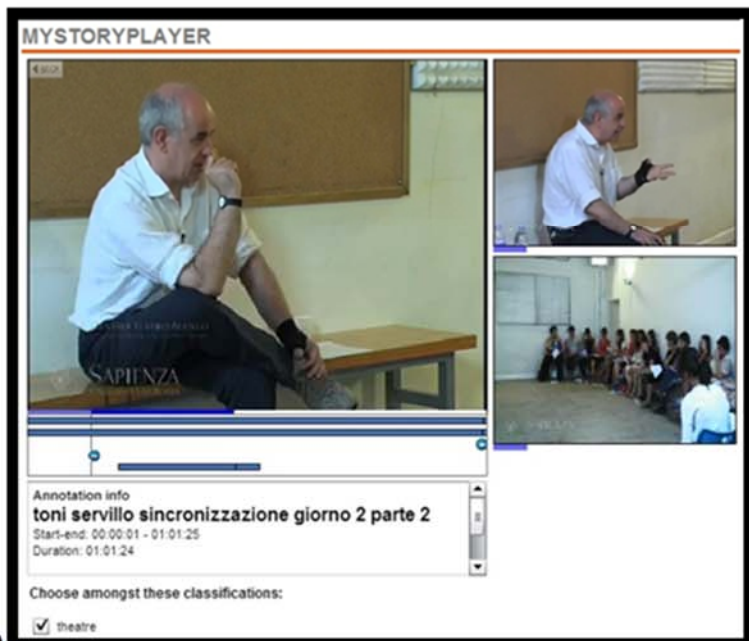 MYSTORYPLAYER
SAPIENZA
Annotation info
toni servillo sincronizzazione giorno 2 parte 2
Start-end: 00:00:01 - 01:01:25
Duration: 01:01:24
Choose amongst these classifications:
theatre